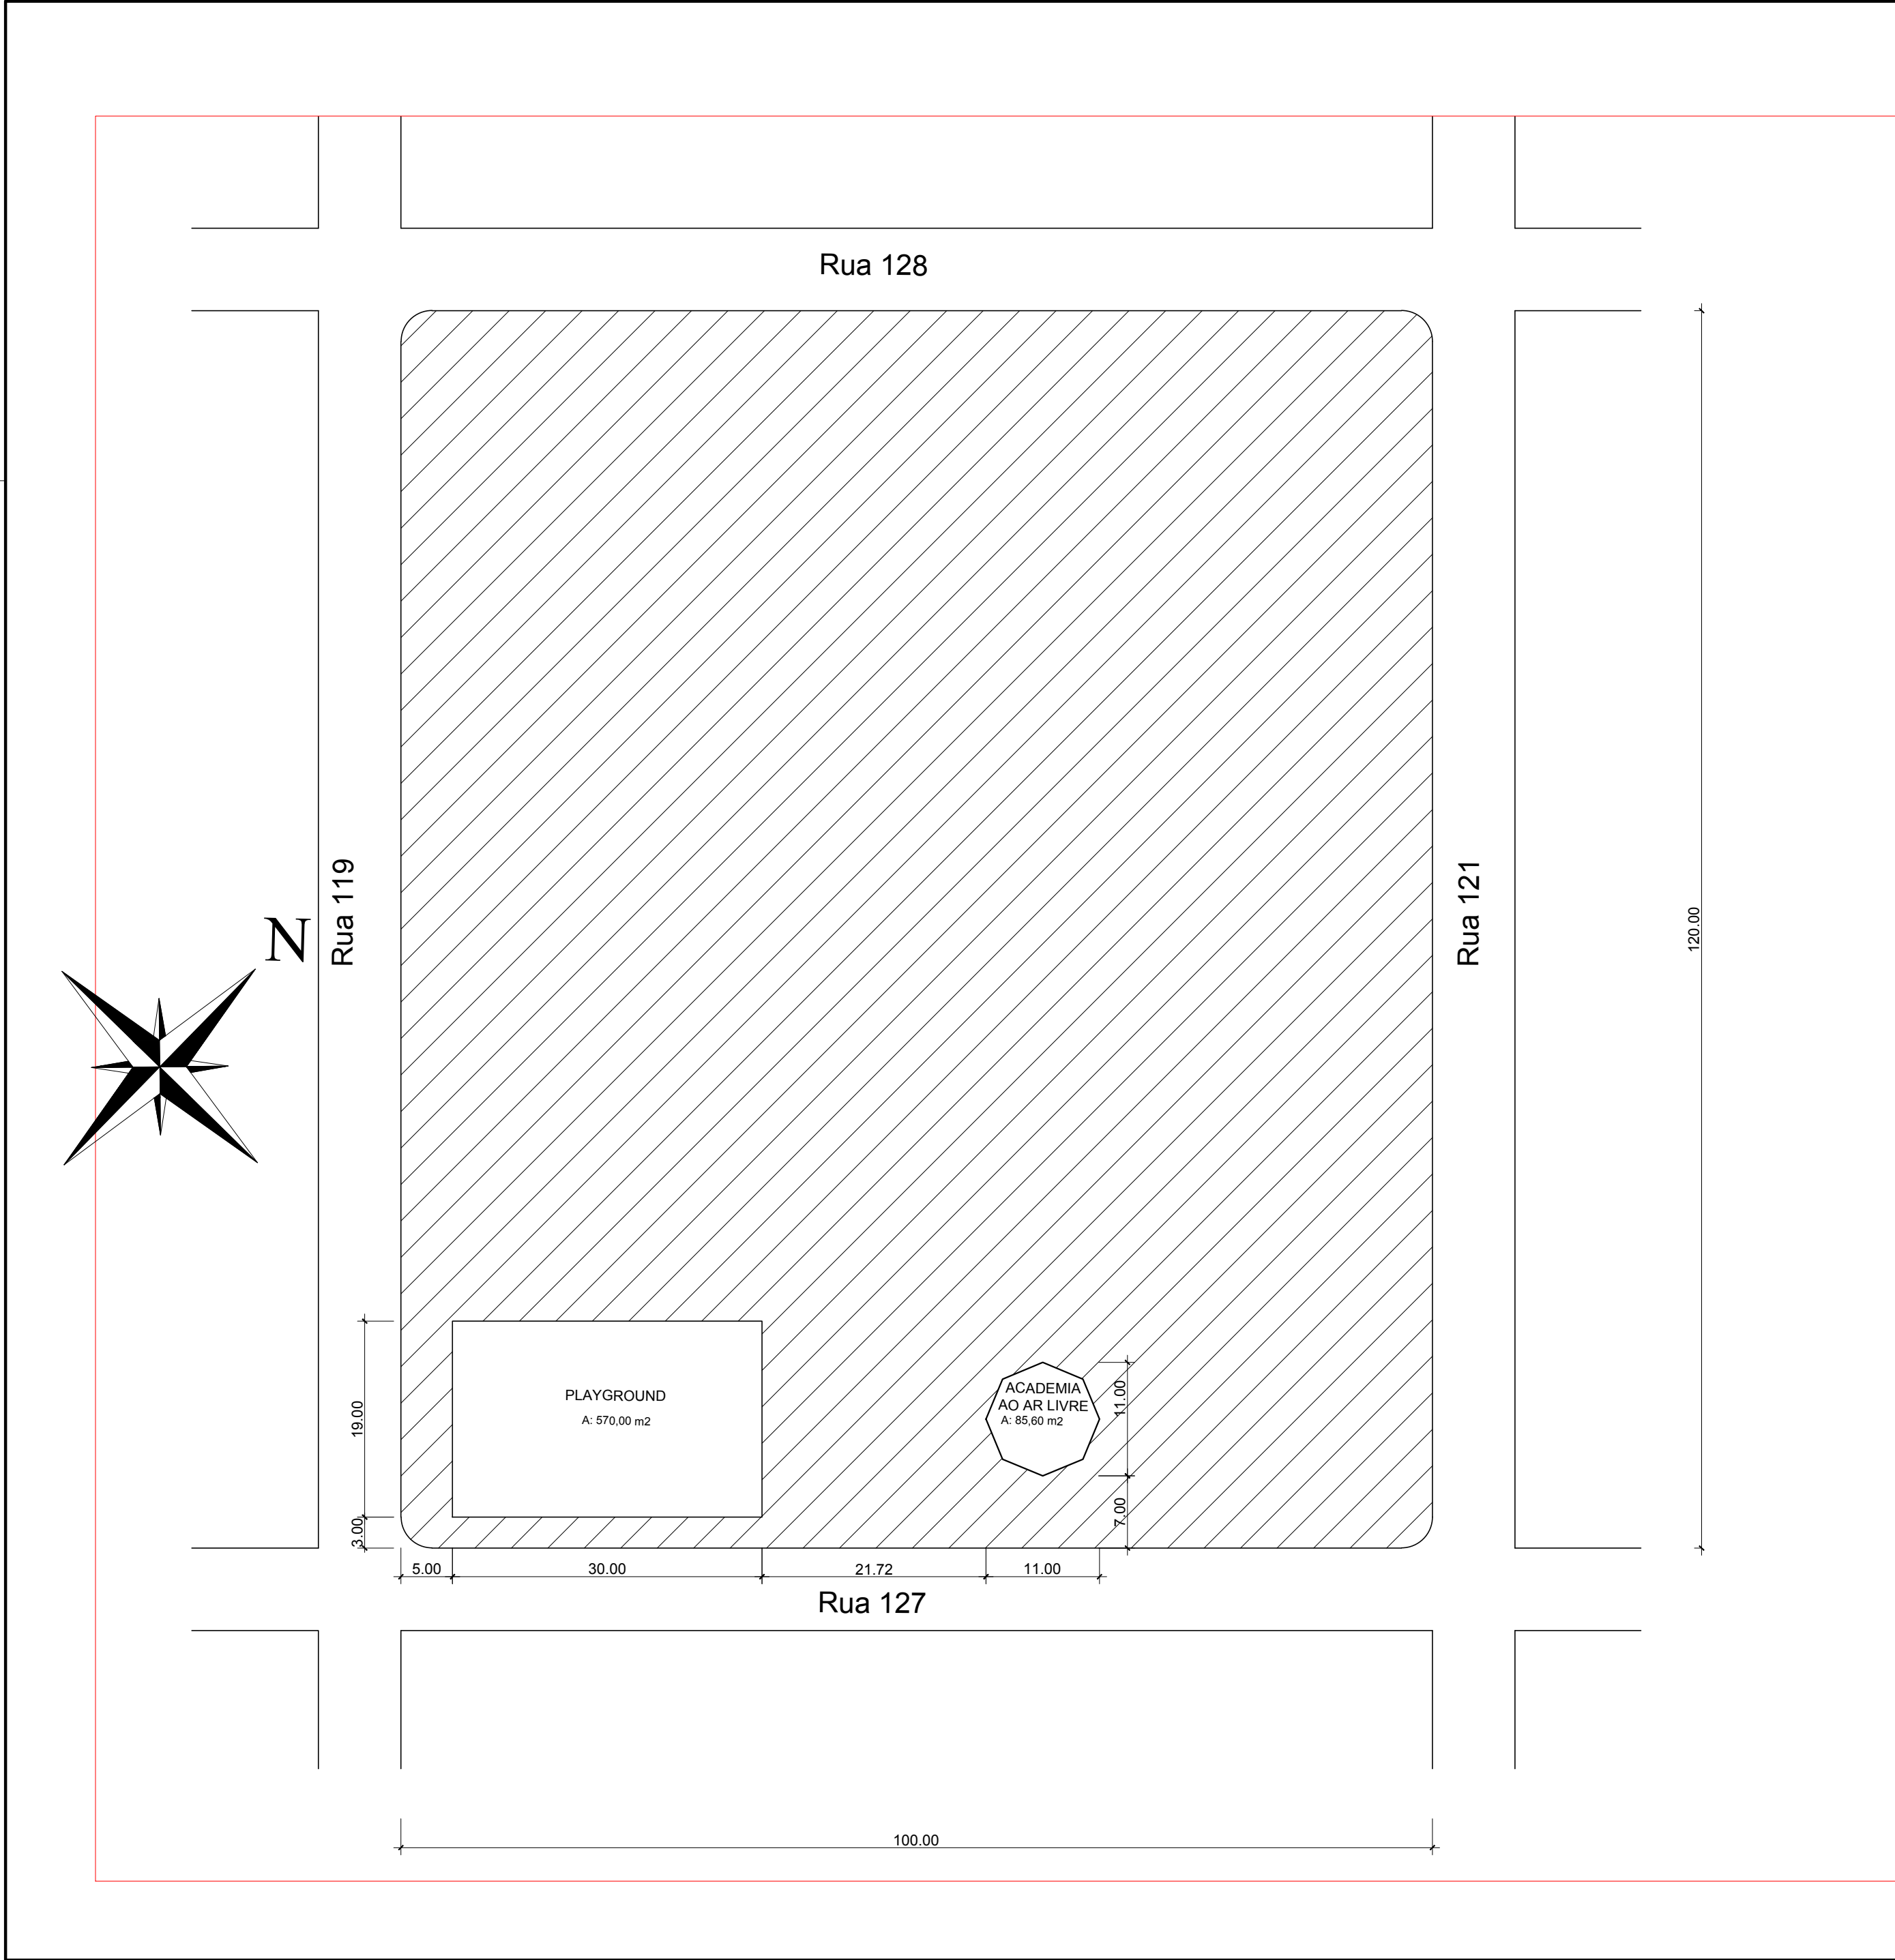 Rua 128
Rua 119
N
Rua 121
120.00
PLAYGROUND
A: 570,00 m2
ACADEMIA
AO AR LIVRE
A: 85,60 m2
11.00
19.00
7.00
3.00
5.00
30.00
21.72
11.00
Rua 127
100.00